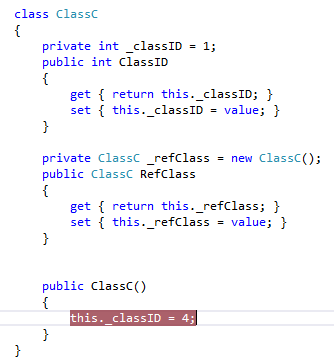 class ClassC
{
    private int _classID = 1;
    public int ClassID
    {
        get { return this._classID; }
        set { this._classID = value; }
    }

    private ClassC _refClass = new ClassC();
    public ClassC RefClass
    {
        get { return this._refClass; }
        set { this._refClass = value; }
    }


    public ClassC()
    {
        this._classID = 4;
    }
}